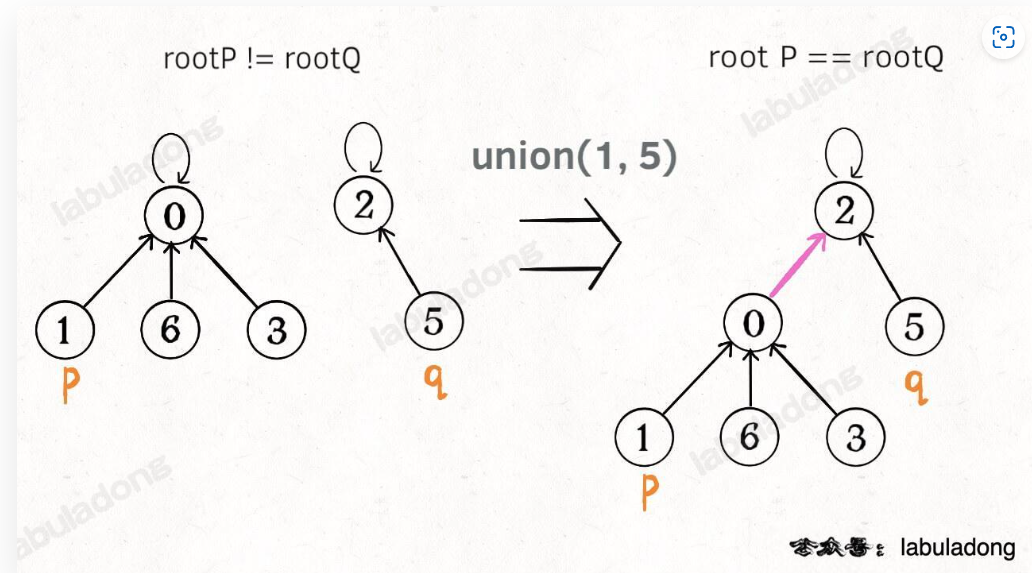 rootP != rootQ
root P == rootQ
union(1, 5)
0
2
1
6
3
5
p
q
2
0
5
q
1
6
3
p
公众号：labuladong
labuladong
labuladong
labuladong
labuladong
labuladong
labuladong